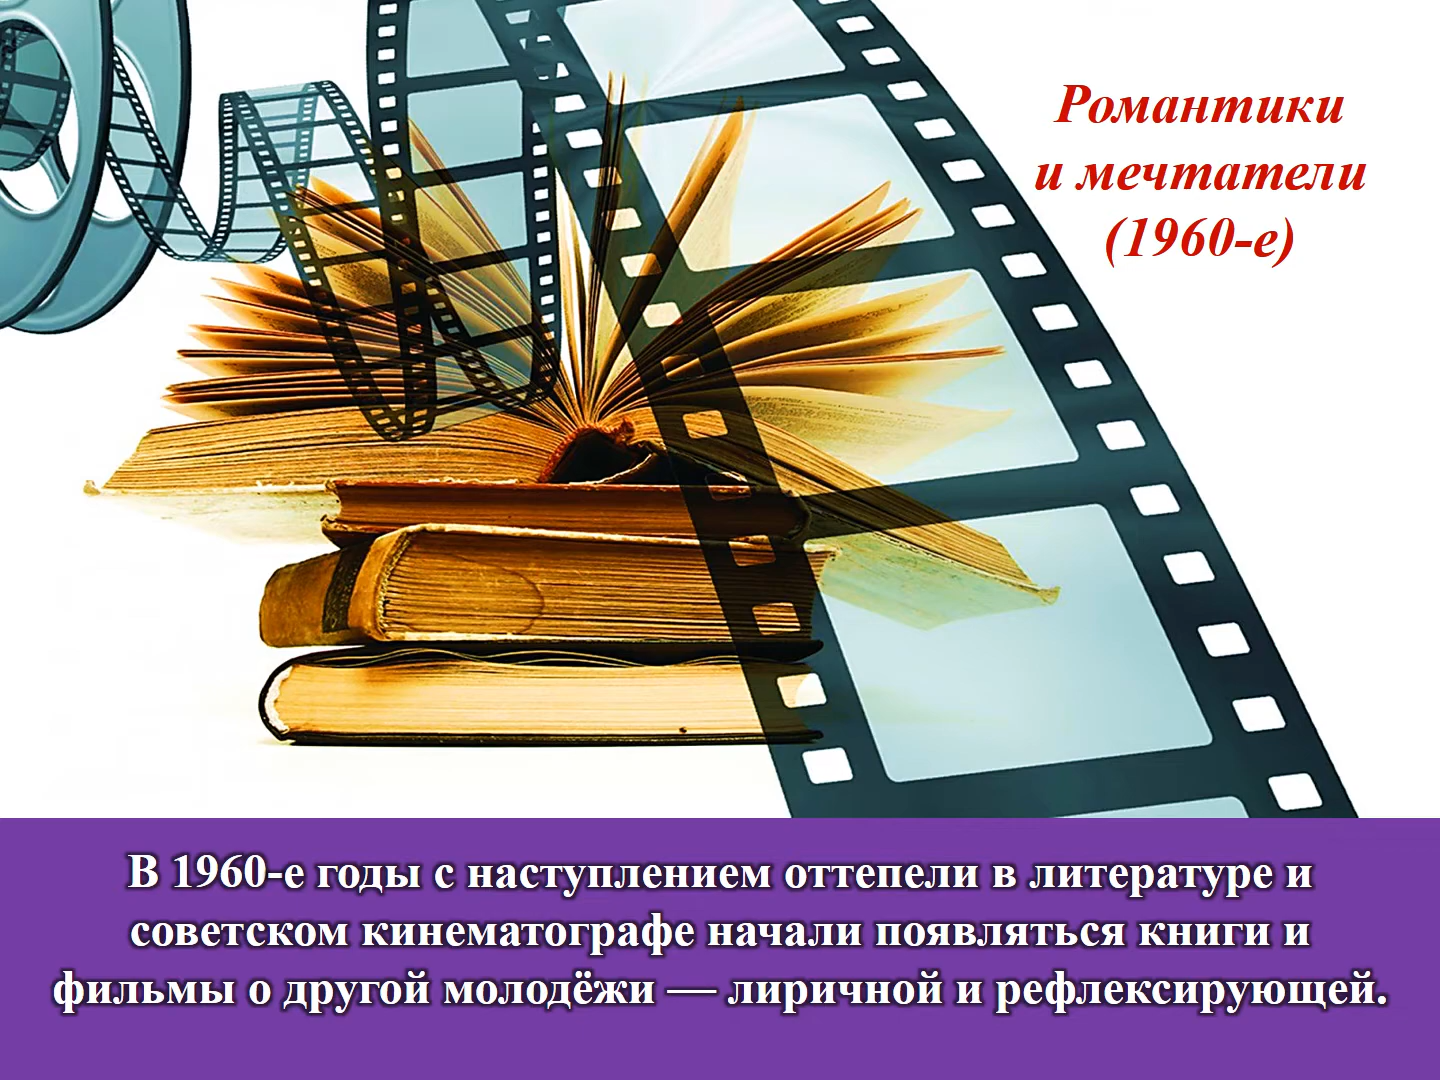 Романтики
и мечтатели
(1960-е)
В 1960-е годы с наступлением оттепели в литературе и
советском кинематографе начали появляться книги и
фильмы о другой молодёжи — лиричной и рефлексирующей.